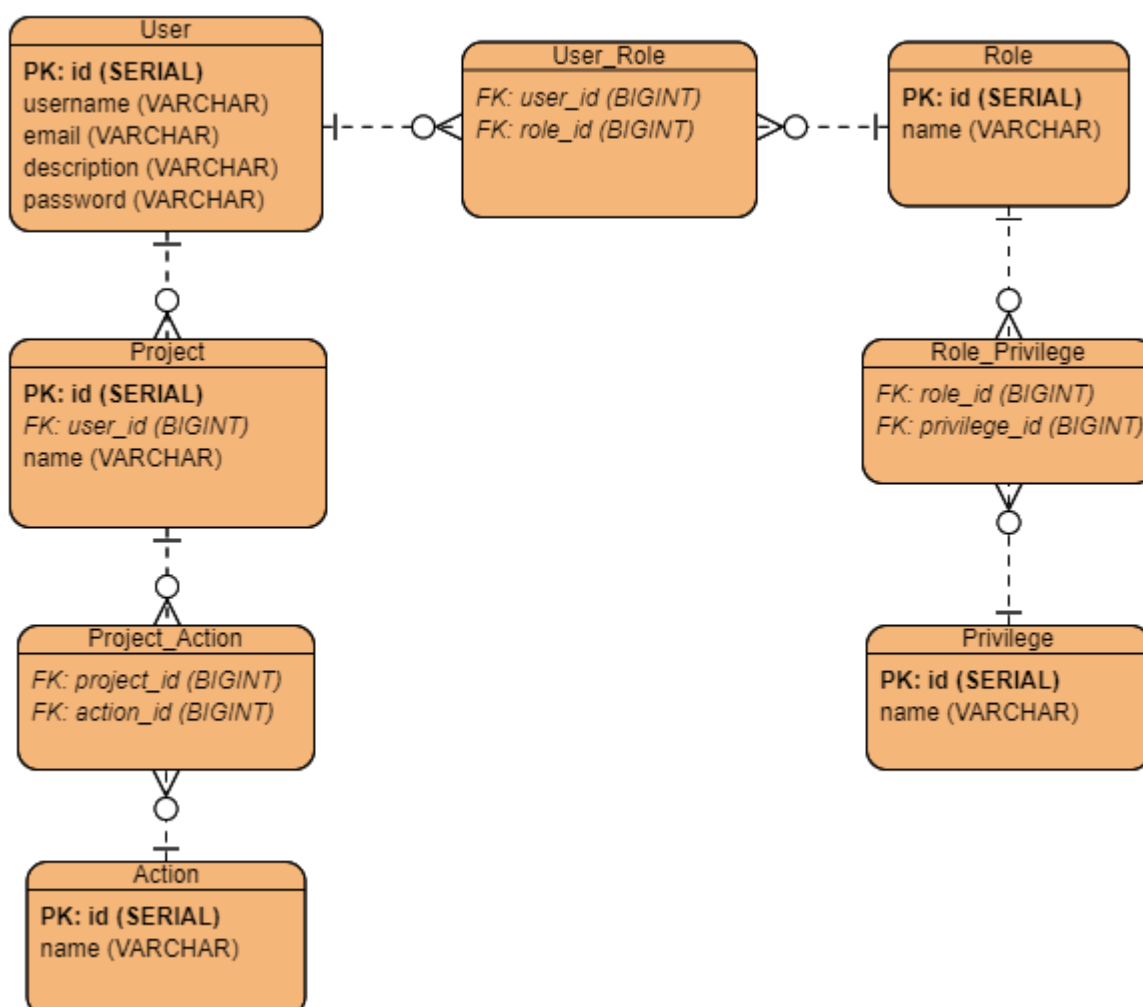 User
PK: id (SERIAL)
username (VARCHAR)
email (VARCHAR)
description (VARCHAR)
password (VARCHAR)
User_Role
FK: user_id (BIGINT)
FK: role_id (BIGINT)
Role
PK: id (SERIAL)
name (VARCHAR)
Project
PK: id (SERIAL)
FK: user_id (BIGINT)
name (VARCHAR)
Role_Privilege
FK: role_id (BIGINT)
FK: privilege_id (BIGINT)
Project_Action
FK: project_id (BIGINT)
FK: action_id (BIGINT)
Privilege
PK: id (SERIAL)
name (VARCHAR)
Action
PK: id (SERIAL)
name (VARCHAR)